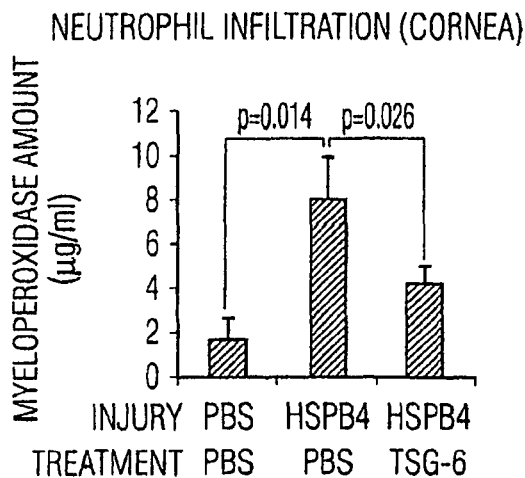 NEUTROPHIL INFILTRATION (CORNEA)
MYELOPEROXIDASE AMOUNT
(µg/ml)
12
10
8
6
4
2
0
p=0.014
p=0.026
INJURY PBS HSPB4 HSPB4
TREATMENT PBS PBS TSG-6